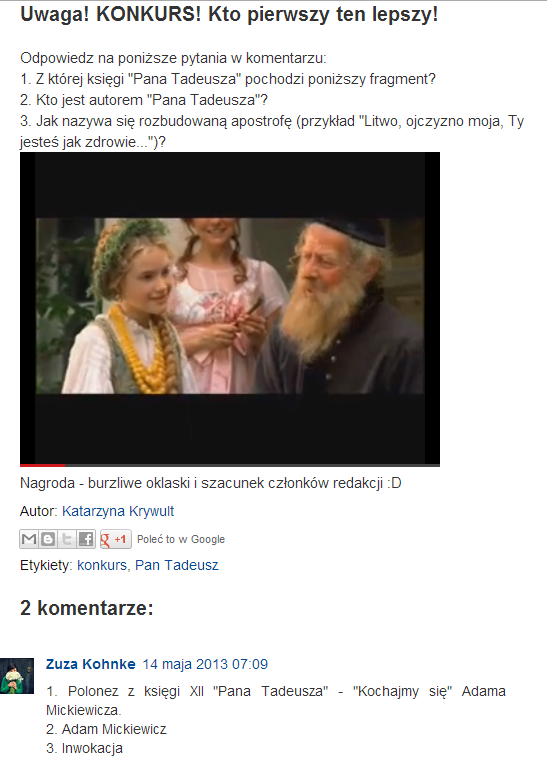 Uwaga! KONKURS! Kto pierwszy ten lepszy!
Odpowiedz na poniższe pytania w komentarzu:
1. Z której księgi "Pana Tadeusza" pochodzi poniższy fragment?
2. Kto jest autorem "Pana Tadeusza"?
3. Jak nazywa się rozbudowaną apostrofę (przykład "Litwo, ojczyzno moja, Ty
jesteś jak zdrowie...")?
Nagroda - burzliwe oklaski i szacunek członków redakcji :D
Autor: Katarzyna Krywult
g +1 Poleć to w Google
Etykiety: konkurs, Pan Tadeusz
2 komentarze:
Zuza Kohnke 14 maja 2013 07:09
1. Polonez z księgi XII "Pana Tadeusza" - "Kochajmy się" Adama
Mickiewicza.
2. Adam Mickiewicz
3. Inwokacja